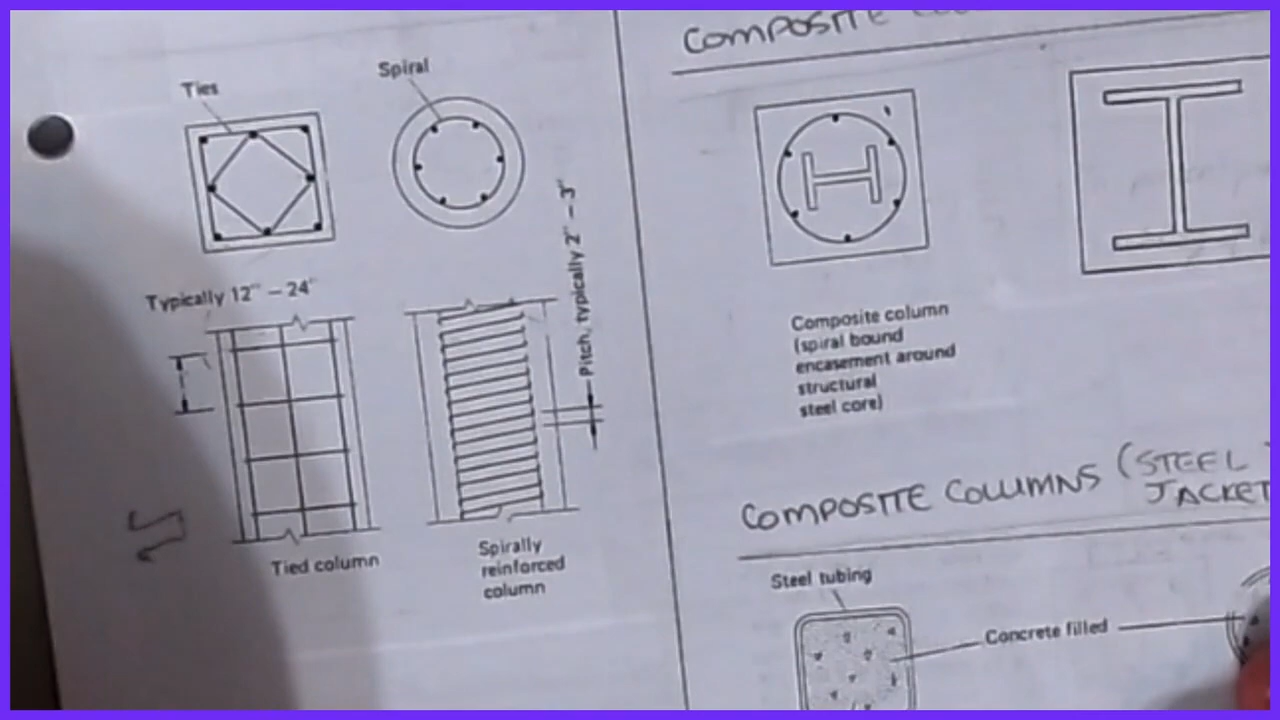 Ties
Spiral
Typically 12" – 24"
Pitch, typically 2" – 3"
Tied column
Spirally
reinforced
column
COMPOSITE
Composite column
(spiral bound
encasement around
structural
steel core)
COMPOSITE COLUMNS (STEEL
JACKET
Steel tubing
Concrete filled